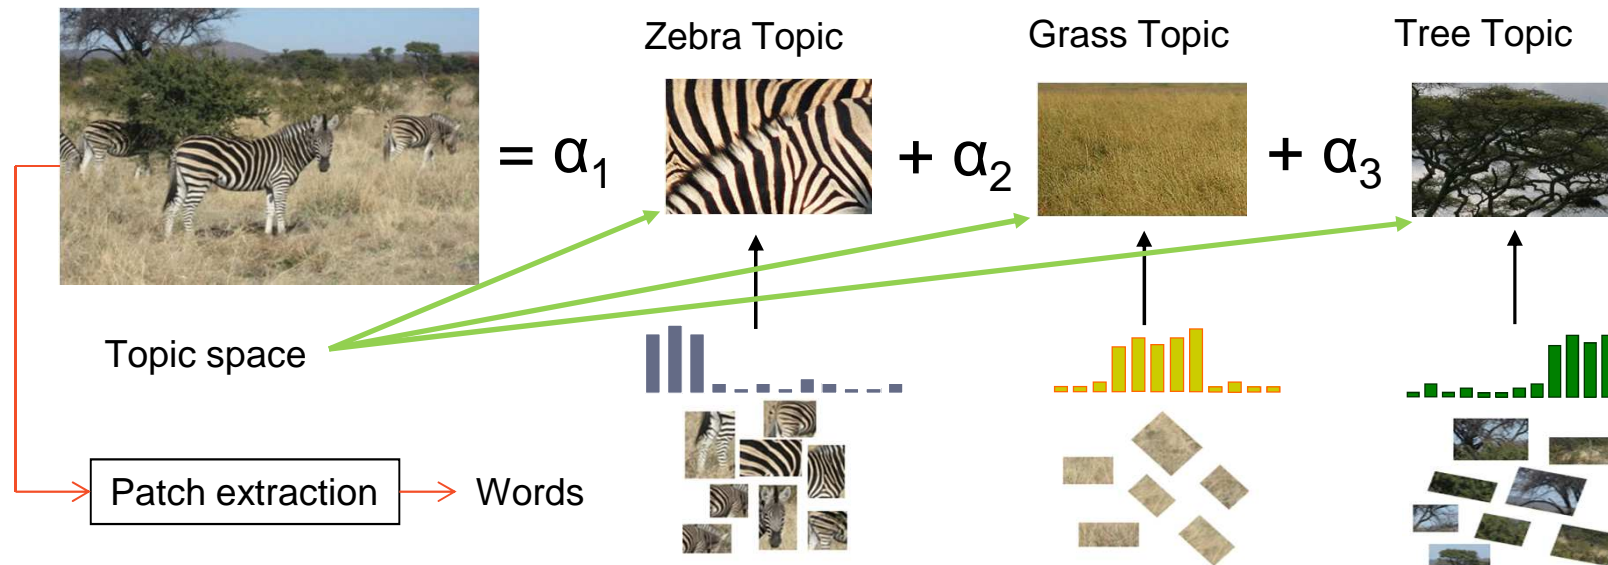 Zebra Topic
Grass Topic
Tree Topic
= α1
+ α2
+ α3
Topic space
Patch extraction
Words